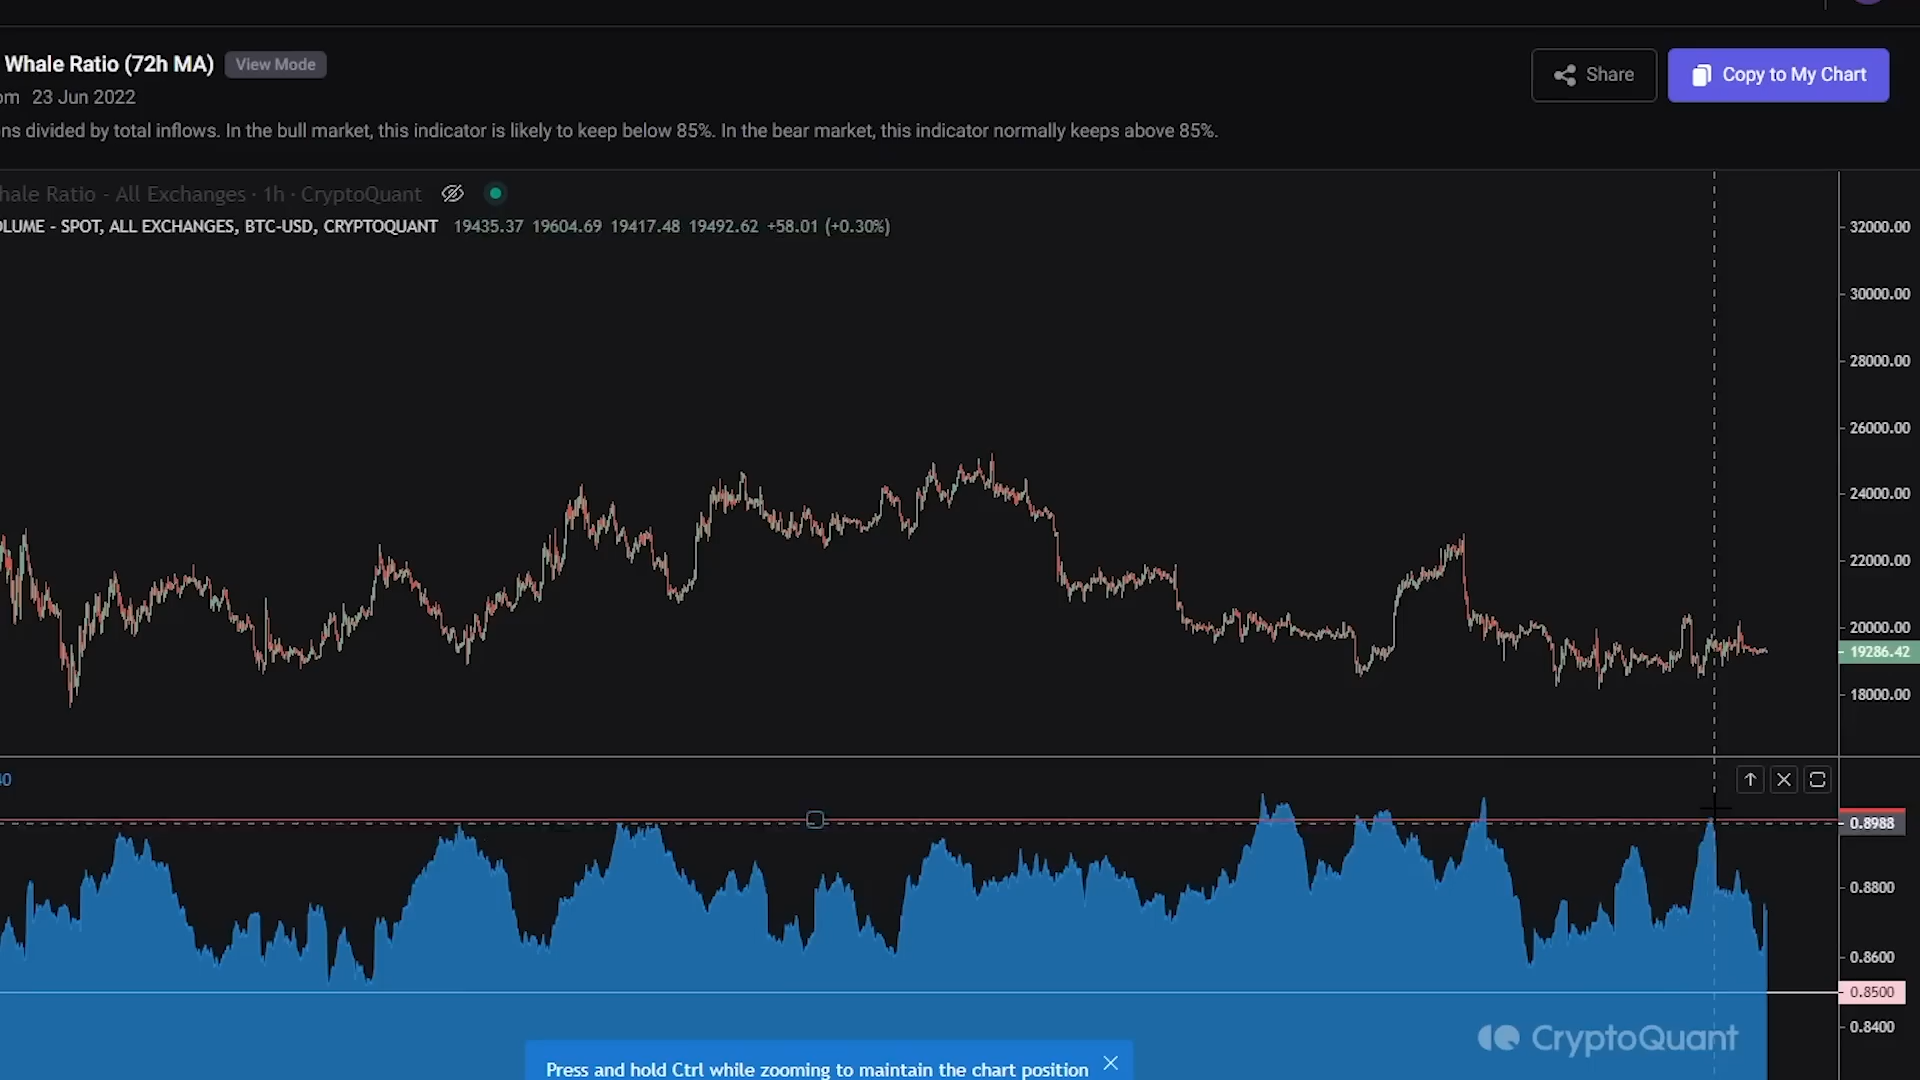 Whale Ratio (72h MA) View Mode
Share
Copy to My Chart
om 23 Jun 2022
ns divided by total inflows. In the bull market, this indicator is likely to keep below 85%. In the bear market, this indicator normally keeps above 85%.
hale Ratio - All Exchanges · 1h · CryptoQuant
OLUME - SPOT, ALL EXCHANGES, BTC-USD, CRYPTOQUANT 19435.37 19604.69 19417.48 19492.62 +58.01 (+0.30%)
32000.00
30000.00
28000.00
26000.00
24000.00
22000.00
20000.00
19286.42
18000.00
40
0.8988
0.8800
0.8600
0.8500
0.8400
CryptoQuant
Press and hold Ctrl while zooming to maintain the chart position